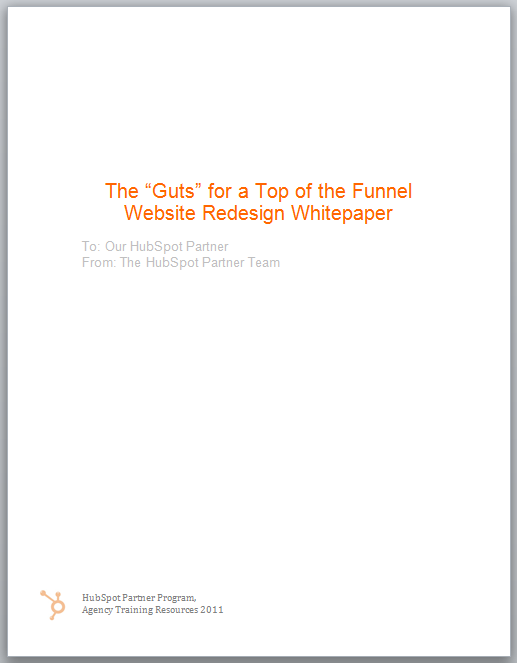 The “Guts” for a Top of the Funnel
Website Redesign Whitepaper
To: Our HubSpot Partner
From: The HubSpot Partner Team
HubSpot Partner Program,
Agency Training Resources 2011